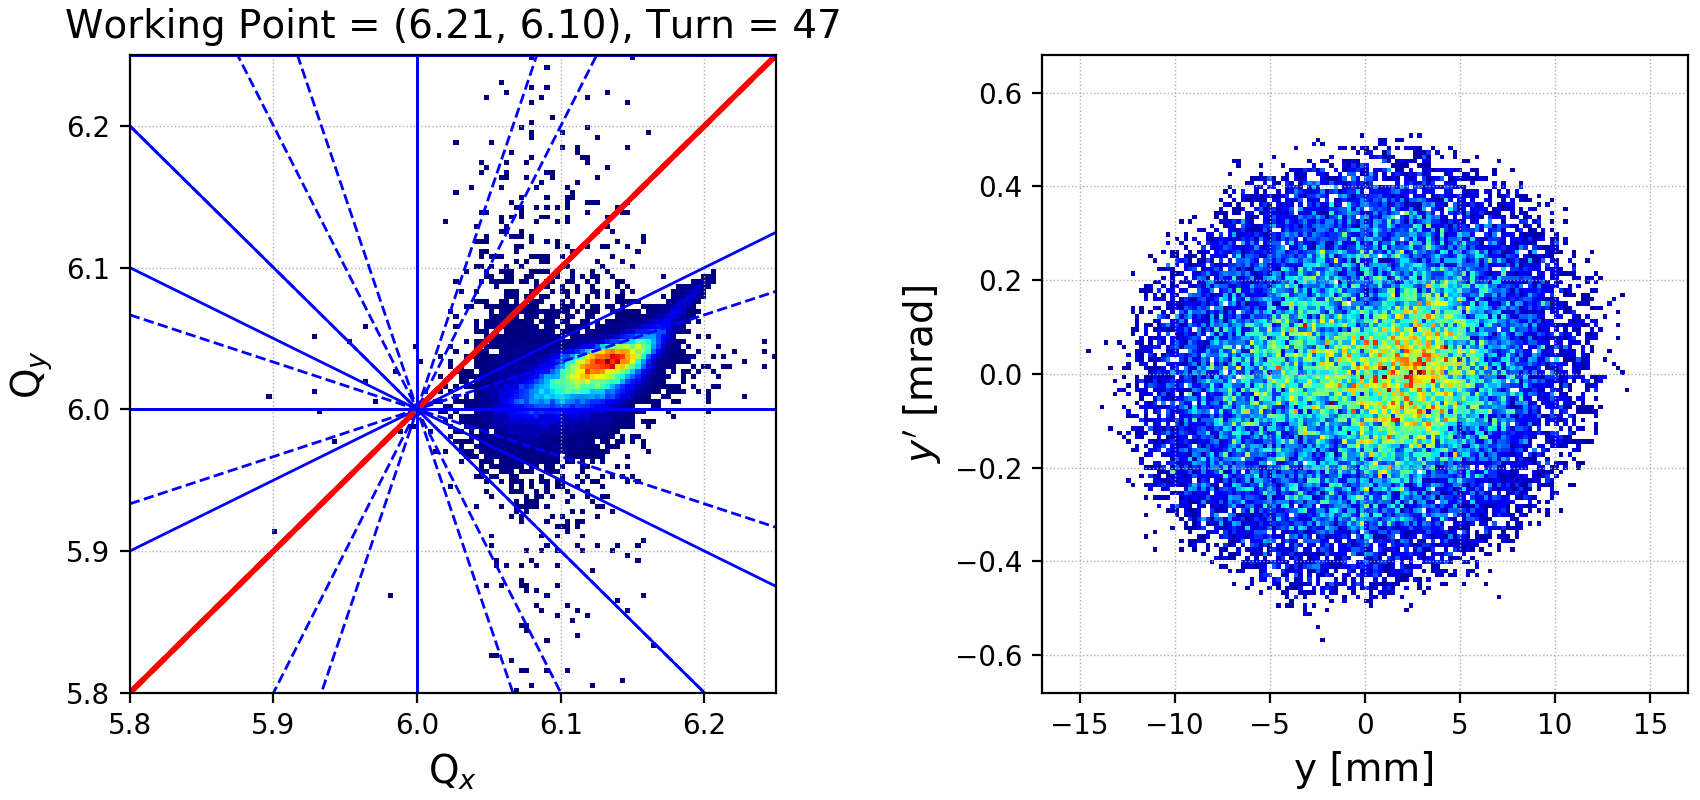 Working Point = (6.21, 6.10), Turn = 47
6.2
6.1
6.0
5.9
5.8
Q_y
5.8 5.9 6.0 6.1 6.2
Q_x
0.6
0.4
0.2
0.0
−0.2
−0.4
−0.6
y′ [mrad]
−15 −10 −5 0 5 10 15
y [mm]